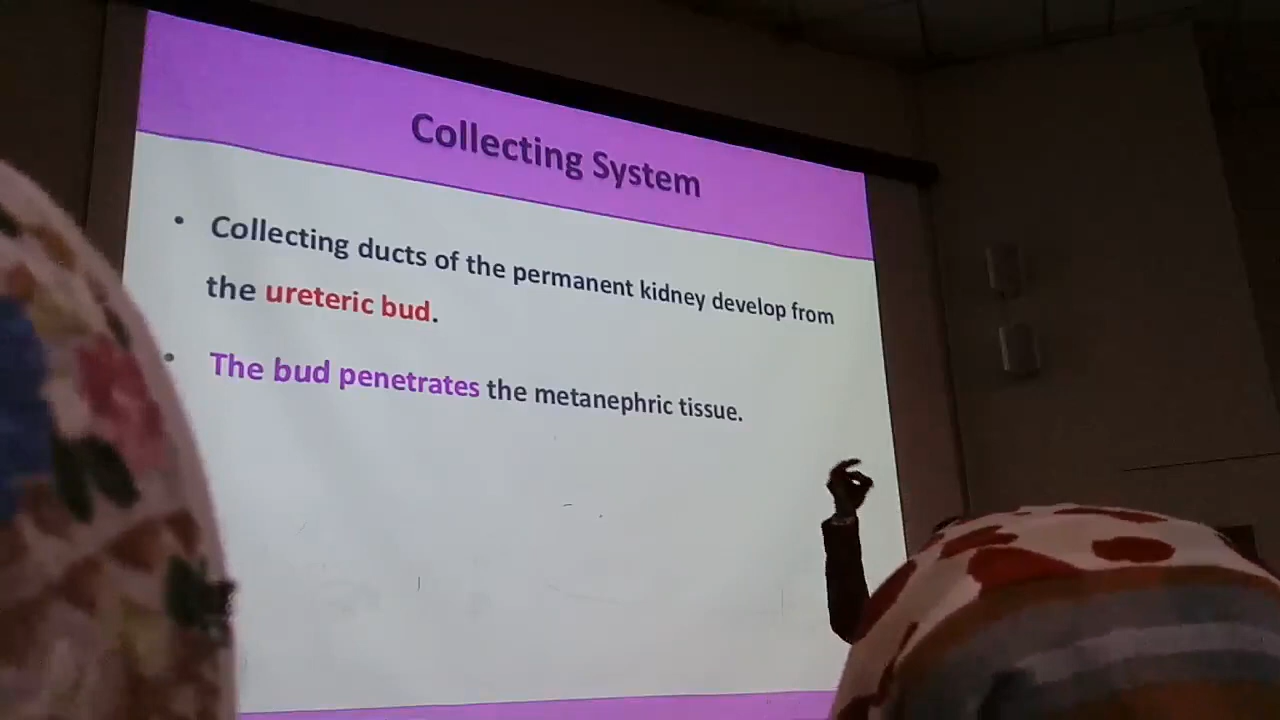 Collecting System
• Collecting ducts of the permanent kidney develop from
the ureteric bud.
• The bud penetrates the metanephric tissue.